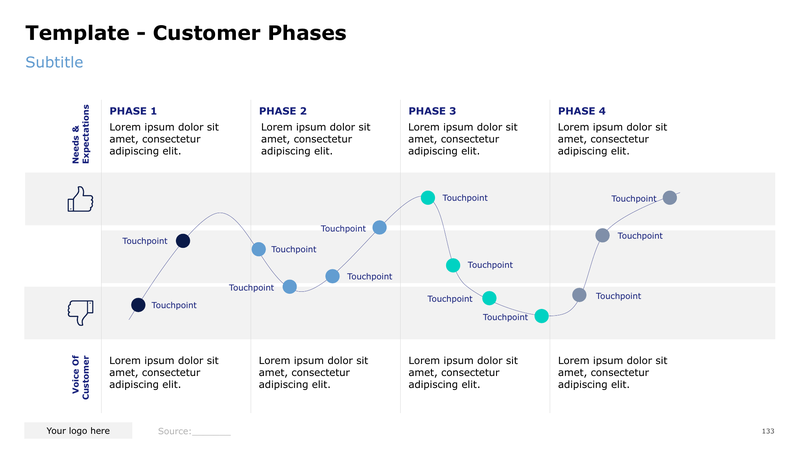 Template - Customer Phases
Subtitle
Needs &
Expectations
PHASE 1
Lorem ipsum dolor sit
amet, consectetur
adipiscing elit.
PHASE 2
Lorem ipsum dolor sit
amet, consectetur
adipiscing elit.
PHASE 3
Lorem ipsum dolor sit
amet, consectetur
adipiscing elit.
PHASE 4
Lorem ipsum dolor sit
amet, consectetur
adipiscing elit.
Touchpoint
Touchpoint
Touchpoint
Touchpoint
Touchpoint
Touchpoint
Touchpoint
Touchpoint
Touchpoint
Touchpoint
Touchpoint
Touchpoint
Touchpoint
Voice Of
Customer
Lorem ipsum dolor sit
amet, consectetur
adipiscing elit.
Lorem ipsum dolor sit
amet, consectetur
adipiscing elit.
Lorem ipsum dolor sit
amet, consectetur
adipiscing elit.
Lorem ipsum dolor sit
amet, consectetur
adipiscing elit.
Your logo here
Source:_______
133